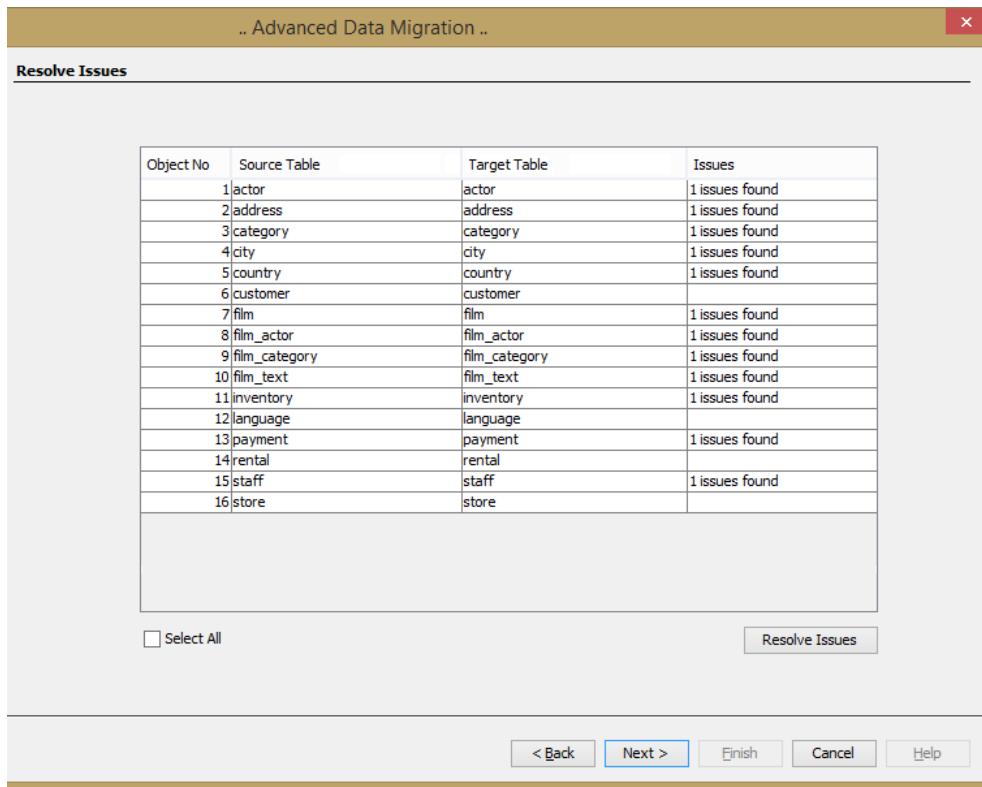 .. Advanced Data Migration ..
Resolve Issues
Object No Source Table Target Table Issues
1 actor actor 1 issues found
2 address address 1 issues found
3 category category 1 issues found
4 city city 1 issues found
5 country country 1 issues found
6 customer customer
7 film film 1 issues found
8 film_actor film_actor 1 issues found
9 film_category film_category 1 issues found
10 film_text film_text 1 issues found
11 inventory inventory 1 issues found
12 language language
13 payment payment 1 issues found
14 rental rental
15 staff staff 1 issues found
16 store store
Select All Resolve Issues
< Back Next > Finish Cancel Help